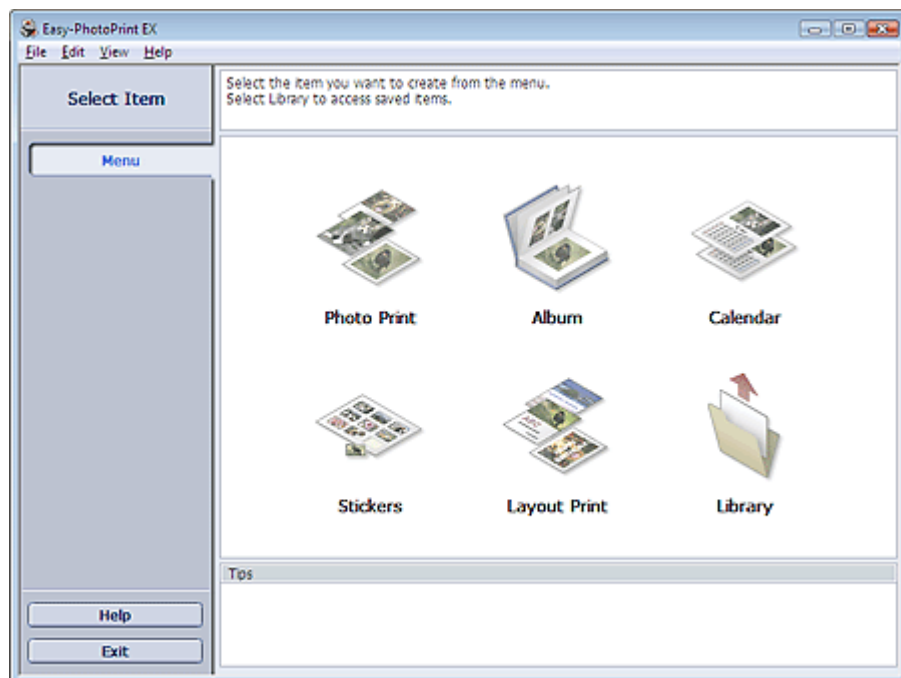 Easy-PhotoPrint EX
File Edit View Help
Select Item
Select the item you want to create from the menu.
Select Library to access saved items.
Menu
Photo Print
Album
Calendar
Stickers
Layout Print
Library
Tips
Help
Exit